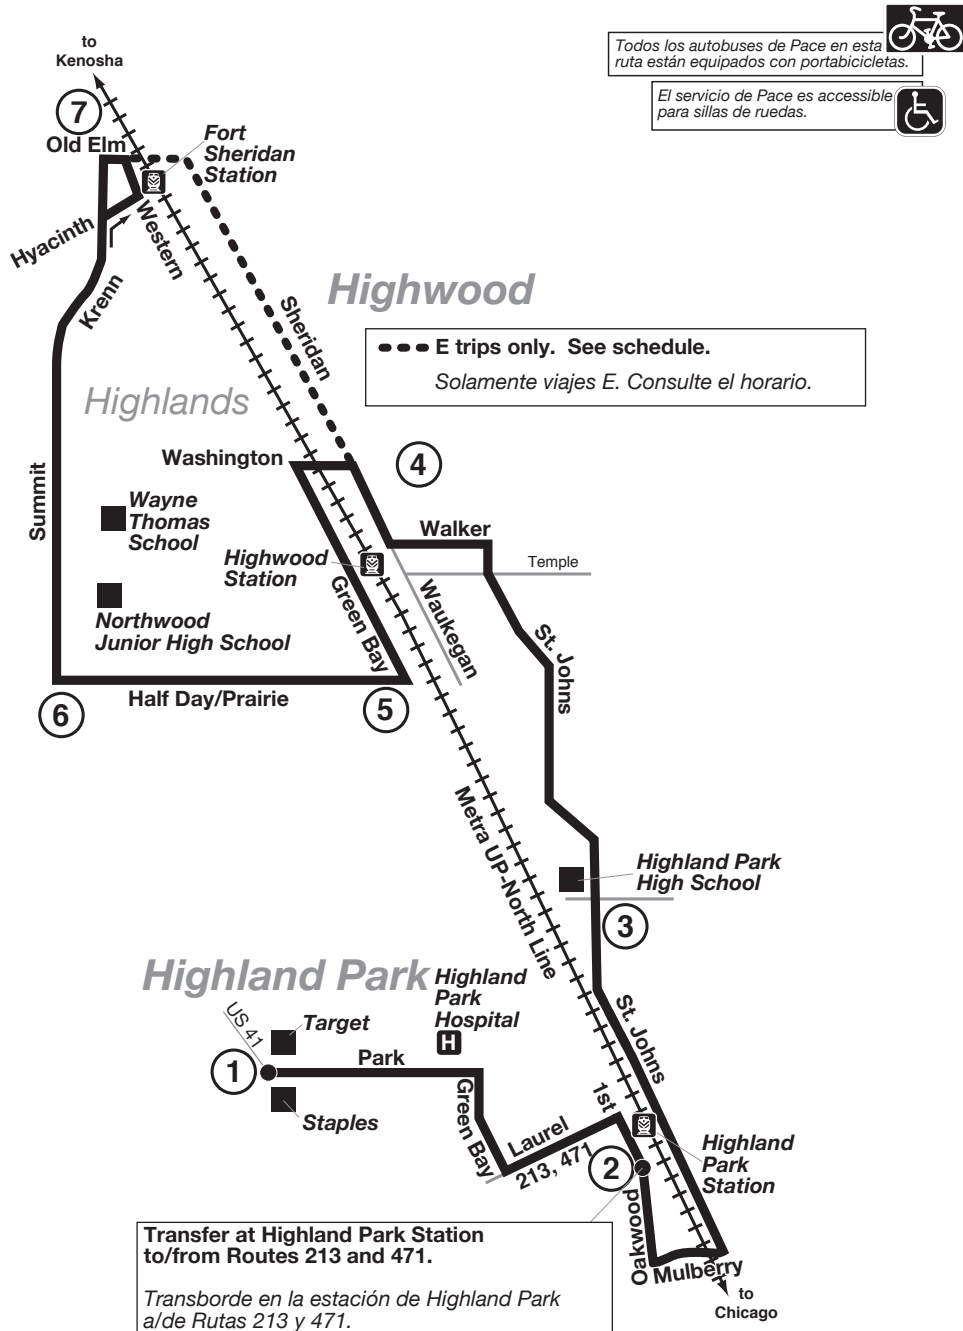 to
Kenosha
Todos los autobuses de Pace en esta
ruta están equipados con portabicicletas.
El servicio de Pace es accessible
para sillas de ruedas.
7
Old Elm
Fort
Sheridan
Station
Hyacinth
Western
Krenn
Highwood
Sheridan
E trips only. See schedule.
Solamente viajes E. Consulte el horario.
Highlands
Washington
4
Summit
Wayne
Thomas
School
Walker
Highwood
Station
Temple
Green Bay
Waukegan
Northwood
Junior High School
St. Johns
Half Day/Prairie
6
5
Metra UP-North Line
Highland Park
High School
3
Highland Park
Highland
Park
Hospital
H
US 41
Target
St. Johns
1
Park
Green Bay
1st
Staples
Laurel
213, 471
2
Highland
Park
Station
Oakwood
Mulberry
Transfer at Highland Park Station
to/from Routes 213 and 471.
Transborde en la estación de Highland Park
a/de Rutas 213 y 471.
to
Chicago